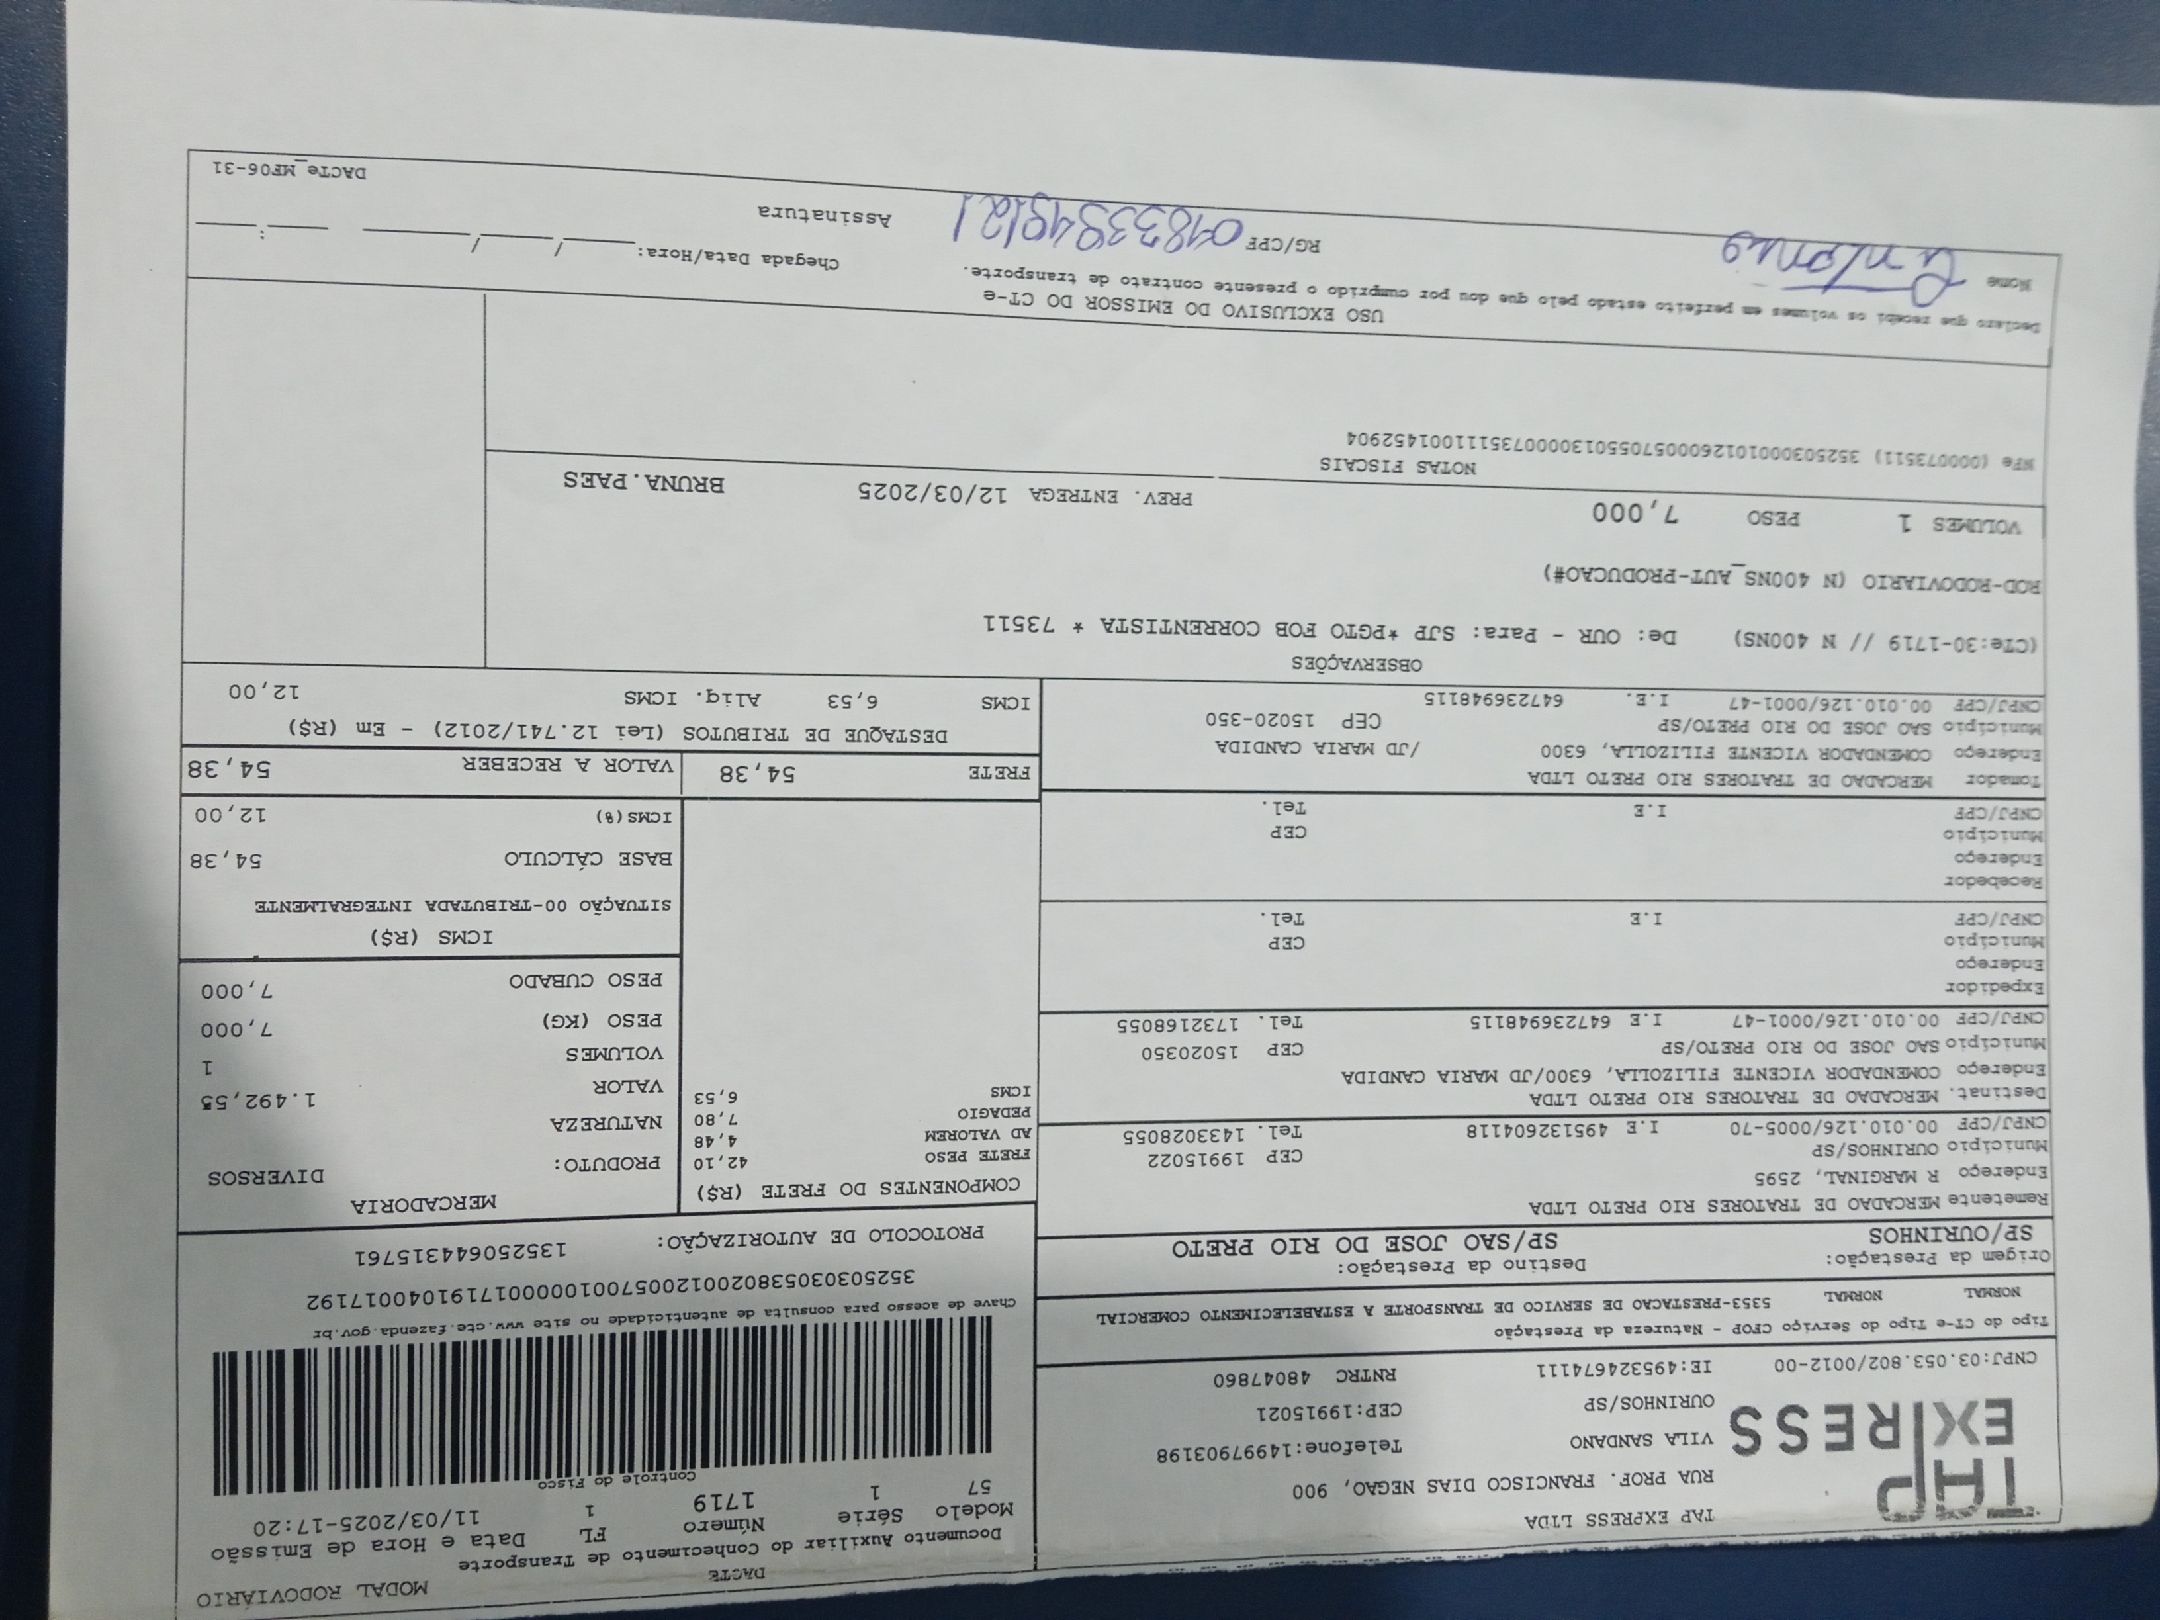 DACTE
MODAL RODOVIÁRIO
Documento Auxiliar do Conhecimento de Transporte
Modelo Série Número FL Data e Hora de Emissão
57 1 1719 1 11/03/2025-17:20
Controle do Fisco
Chave de acesso para consulta de autenticidade no site www.cte.fazenda.gov.br
35250303053802001200570010000017191040017192
PROTOCOLO DE AUTORIZAÇÃO: 135250644315761
TAP EXPRESS
TAP EXPRESS LTDA
RUA PROF. FRANCISCO DIAS NEGAO, 900
VILA SANDANO Telefone:14997903198
OURINHOS/SP CEP:19915021
CNPJ:03.053.802/0012-00 IE:495324674111 RNTRC 48047860
Tipo do CT-e Tipo do Serviço CFOP - Natureza da Prestação
NORMAL NORMAL 5353-PRESTACAO DE SERVICO DE TRANSPORTE A ESTABELECIMENTO COMERCIAL
Origem da Prestação: Destino da Prestação:
SP/OURINHOS SP/SAO JOSE DO RIO PRETO
Remetente MERCADAO DE TRATORES RIO PRETO LTDA
Endereço R MARGINAL, 2595
Município OURINHOS/SP CEP 19915022
CNPJ/CPF 00.010.126/0005-70 I.E 495132604118 Tel. 1433028055
Destinat. MERCADAO DE TRATORES RIO PRETO LTDA
Endereço COMENDADOR VICENTE FILIZOLLA, 6300/JD MARIA CANDIDA
Município SAO JOSE DO RIO PRETO/SP CEP 15020350
CNPJ/CPF 00.010.126/0001-47 I.E 647236948115 Tel. 1732168055
Expedidor
Endereço
Município CEP
CNPJ/CPF I.E Tel.
Recebedor
Endereço
Município CEP
CNPJ/CPF I.E Tel.
Tomador MERCADAO DE TRATORES RIO PRETO LTDA
Endereço COMENDADOR VICENTE FILIZOLLA, 6300 /JD MARIA CANDIDA
Município SAO JOSE DO RIO PRETO/SP CEP 15020-350
CNPJ/CPF 00.010.126/0001-47 I.E. 647236948115
COMPONENTES DO FRETE (R$)
FRETE PESO 42,10
AD VALOREM 4,48
PEDAGIO 7,80
ICMS 6,53
MERCADORIA
PRODUTO: DIVERSOS
NATUREZA
VALOR 1.492,55
VOLUMES 1
PESO (KG) 7,000
PESO CUBADO 7,000
ICMS (R$)
SITUAÇÃO 00-TRIBUTADA INTEGRALMENTE
BASE CÁLCULO 54,38
ICMS(%) 12,00
FRETE 54,38 VALOR A RECEBER 54,38
DESTAQUE DE TRIBUTOS (Lei 12.741/2012) - Em (R$)
ICMS 6,53 Aliq. ICMS 12,00
OBSERVAÇÕES
(CTe:30-1719 // N 400NS) De: OUR - Para: SJP *PGTO FOB CORRENTISTA * 73511
ROD-RODOVIARIO (N 400NS_AUT-PRODUCAO#)
VOLUMES 1 PESO 7,000 PREV. ENTREGA 12/03/2025 BRUNA.PAES
NOTAS FISCAIS
NFe (000073511) 35250300010126000570550130000735111001452904
USO EXCLUSIVO DO EMISSOR DO CT-e
Declaro que recebi os volumes em perfeito estado pelo que dou por cumprido o presente contrato de transporte.
Nome RG/CPF Chegada Data/Hora: ____/____/______ ____:____
Assinatura
DACTe_MF06-31